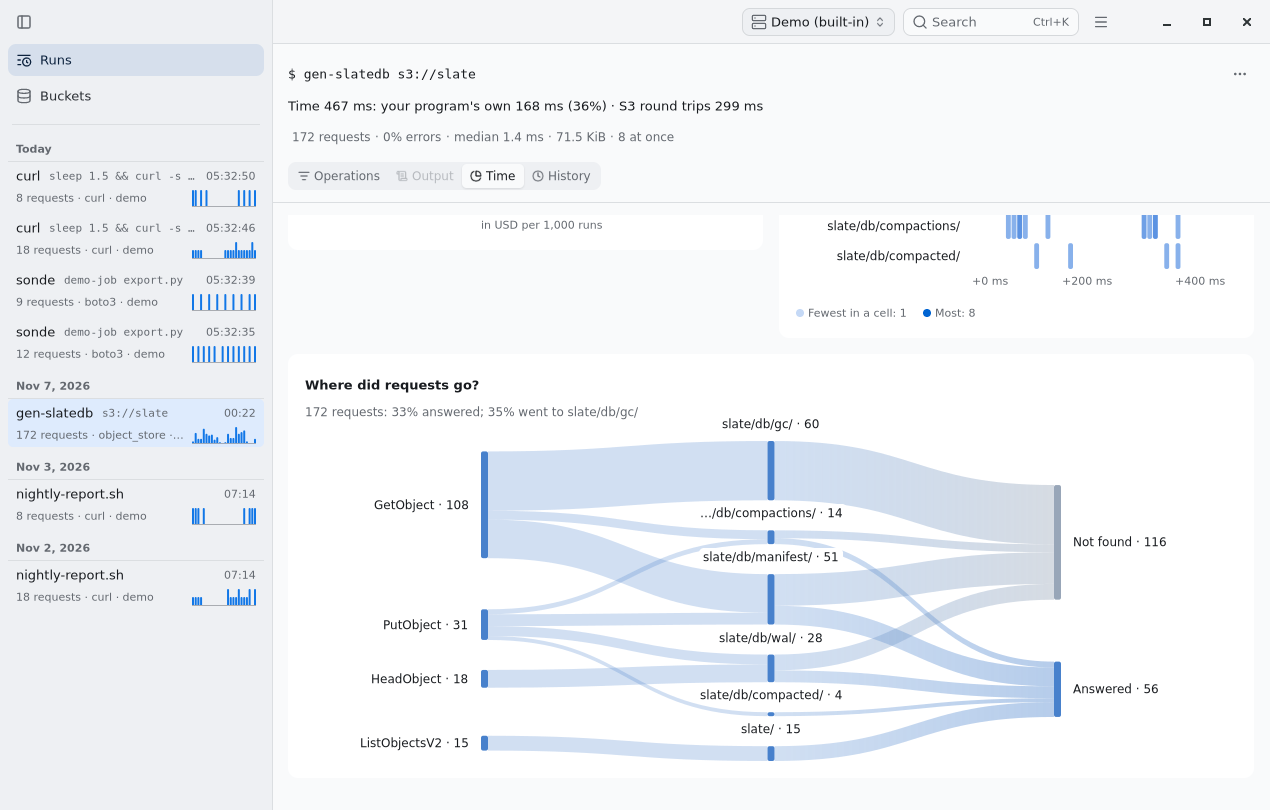 Demo (built-in)
Search Ctrl+K
Runs
Buckets
Today
curl sleep 1.5 && curl -s … 05:32:50
8 requests · curl · demo
curl sleep 1.5 && curl -s … 05:32:46
18 requests · curl · demo
sonde demo-job export.py 05:32:39
9 requests · boto3 · demo
sonde demo-job export.py 05:32:35
12 requests · boto3 · demo
Nov 7, 2026
gen-slatedb s3://slate 00:22
172 requests · object_store ·…
Nov 3, 2026
nightly-report.sh 07:14
8 requests · curl · demo
Nov 2, 2026
nightly-report.sh 07:14
18 requests · curl · demo
$ gen-slatedb s3://slate
Time 467 ms: your program's own 168 ms (36%) · S3 round trips 299 ms
172 requests · 0% errors · median 1.4 ms · 71.5 KiB · 8 at once
Operations Output Time History
in USD per 1,000 runs
slate/db/compactions/
slate/db/compacted/
+0 ms +200 ms +400 ms
Fewest in a cell: 1 Most: 8
Where did requests go?
172 requests: 33% answered; 35% went to slate/db/gc/
slate/db/gc/ · 60
GetObject · 108
…/db/compactions/ · 14
Not found · 116
slate/db/manifest/ · 51
PutObject · 31
slate/db/wal/ · 28
HeadObject · 18
Answered · 56
slate/db/compacted/ · 4
slate/ · 15
ListObjectsV2 · 15